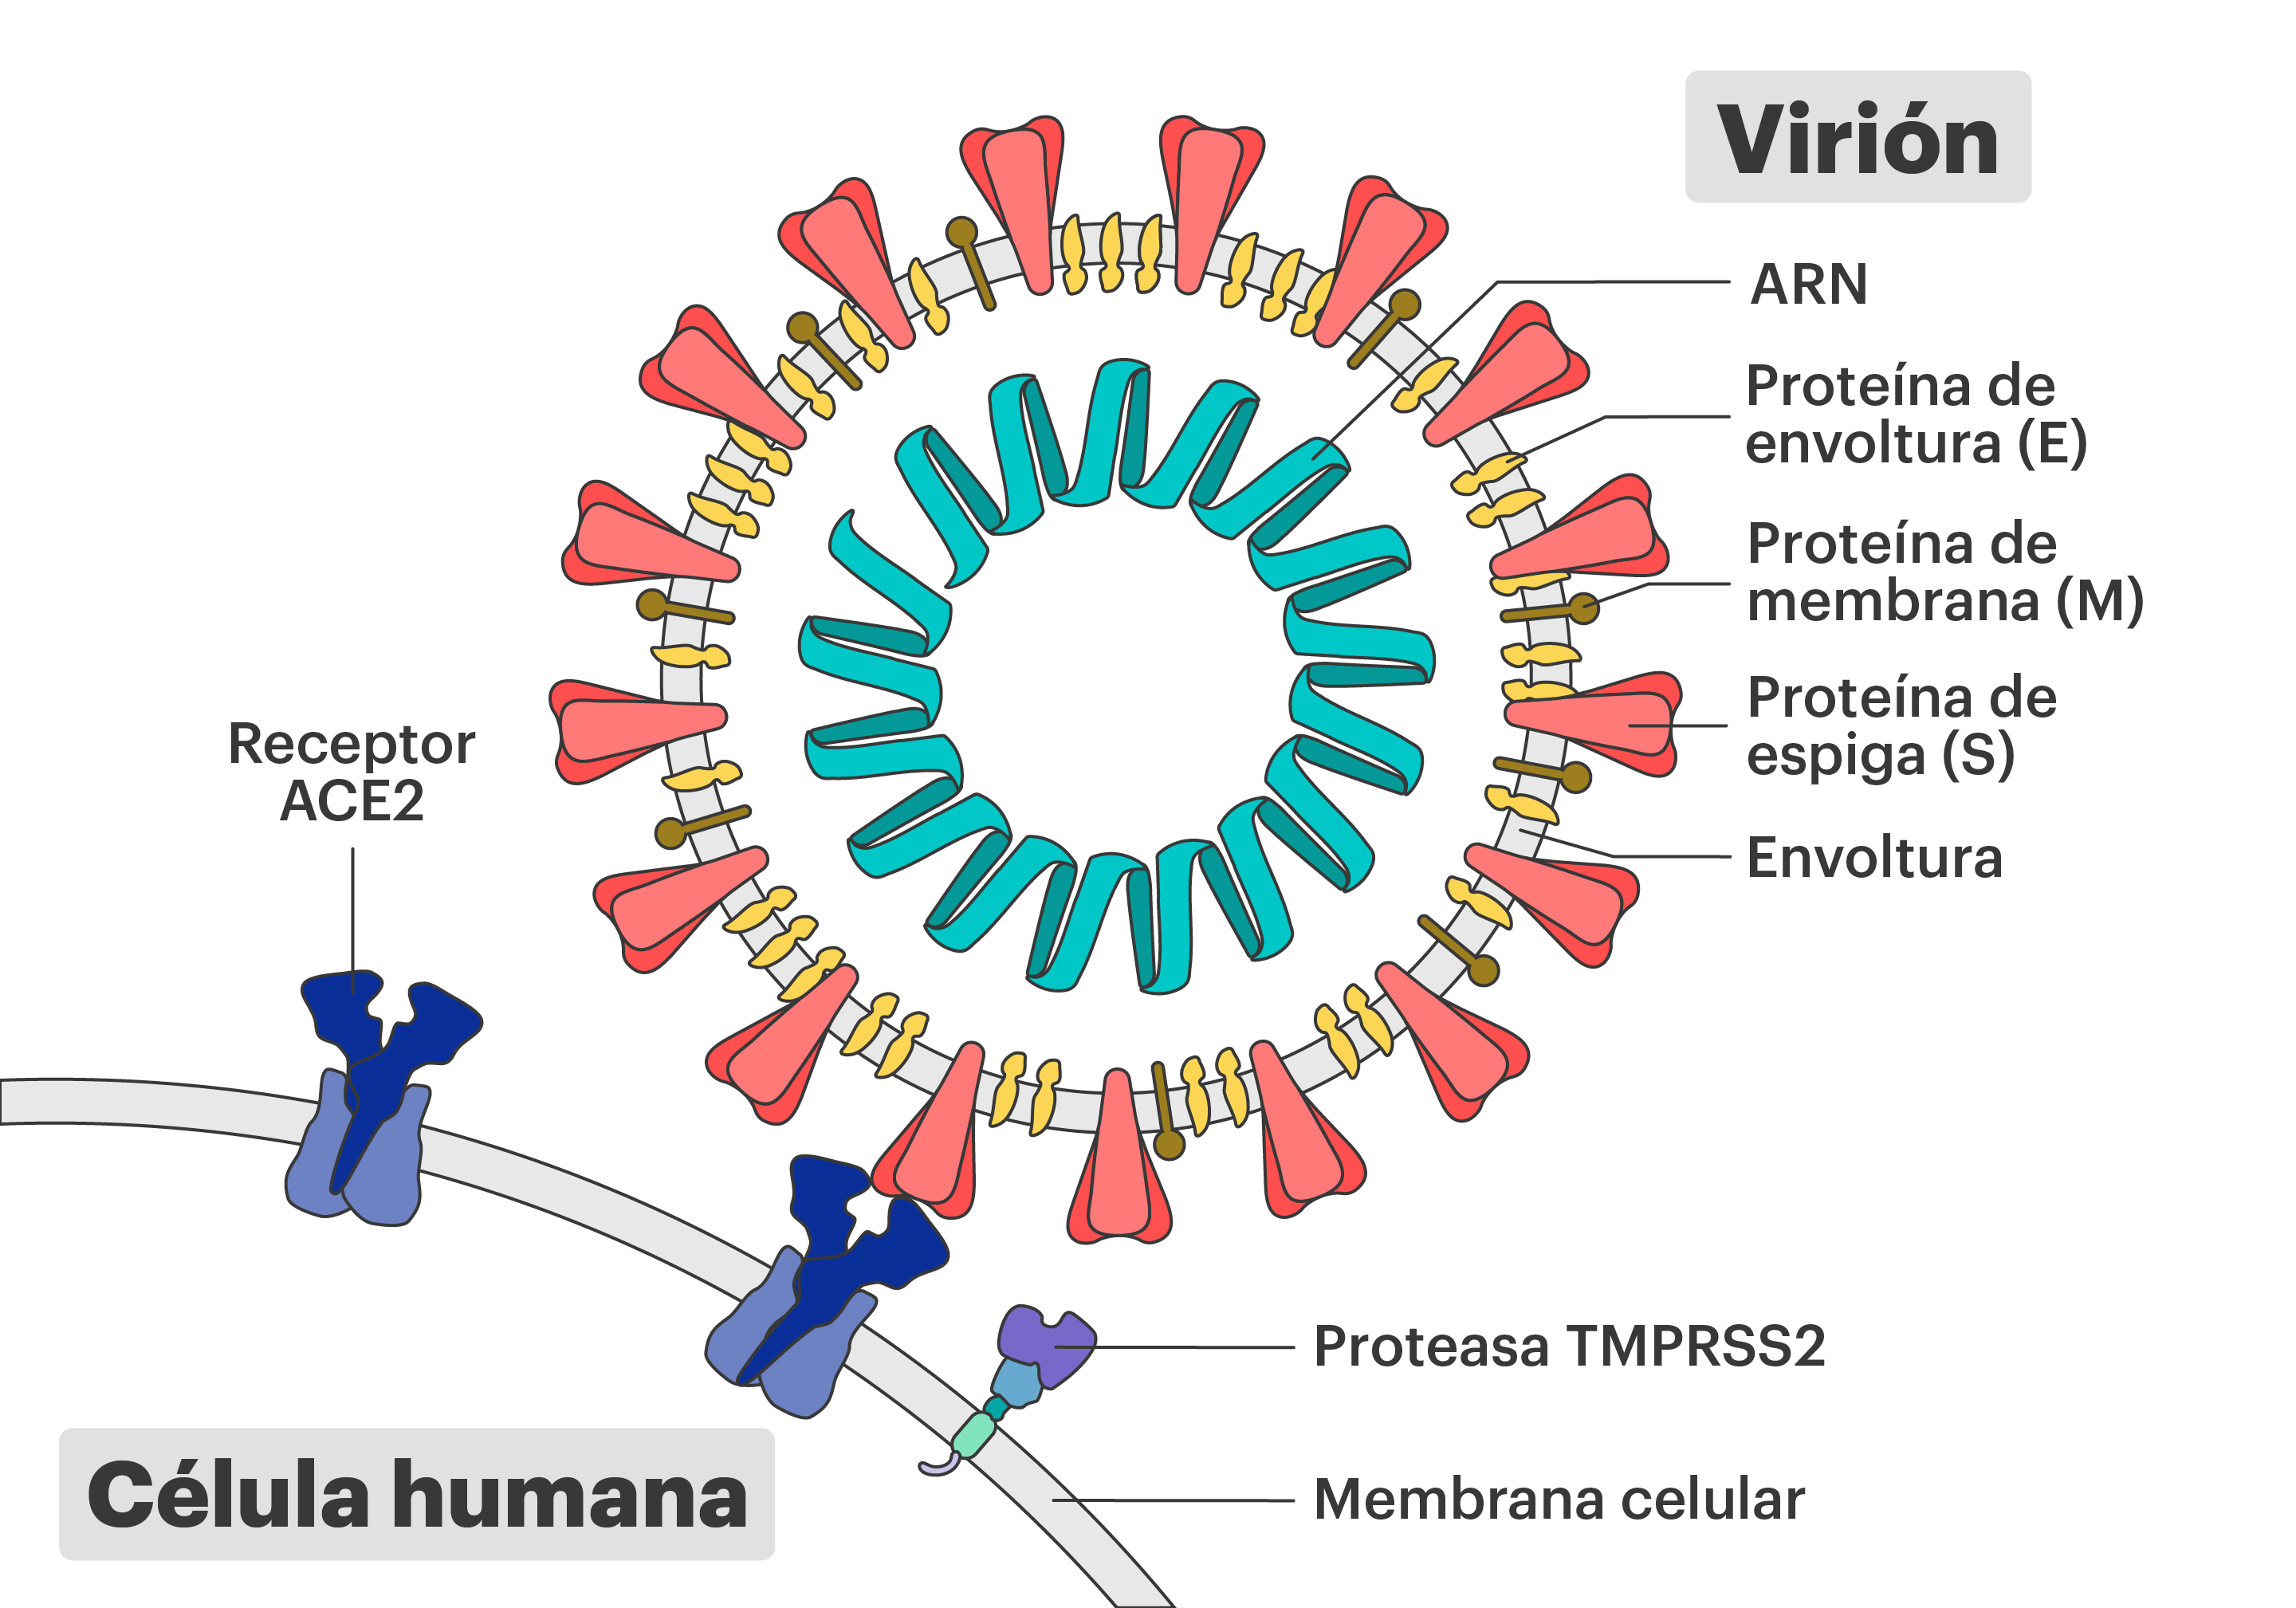 Virión
ARN
Proteína de
envoltura (E)
Proteína de
membrana (M)
Proteína de
espiga (S)
Envoltura
Receptor
ACE2
Proteasa TMPRSS2
Membrana celular
Célula humana